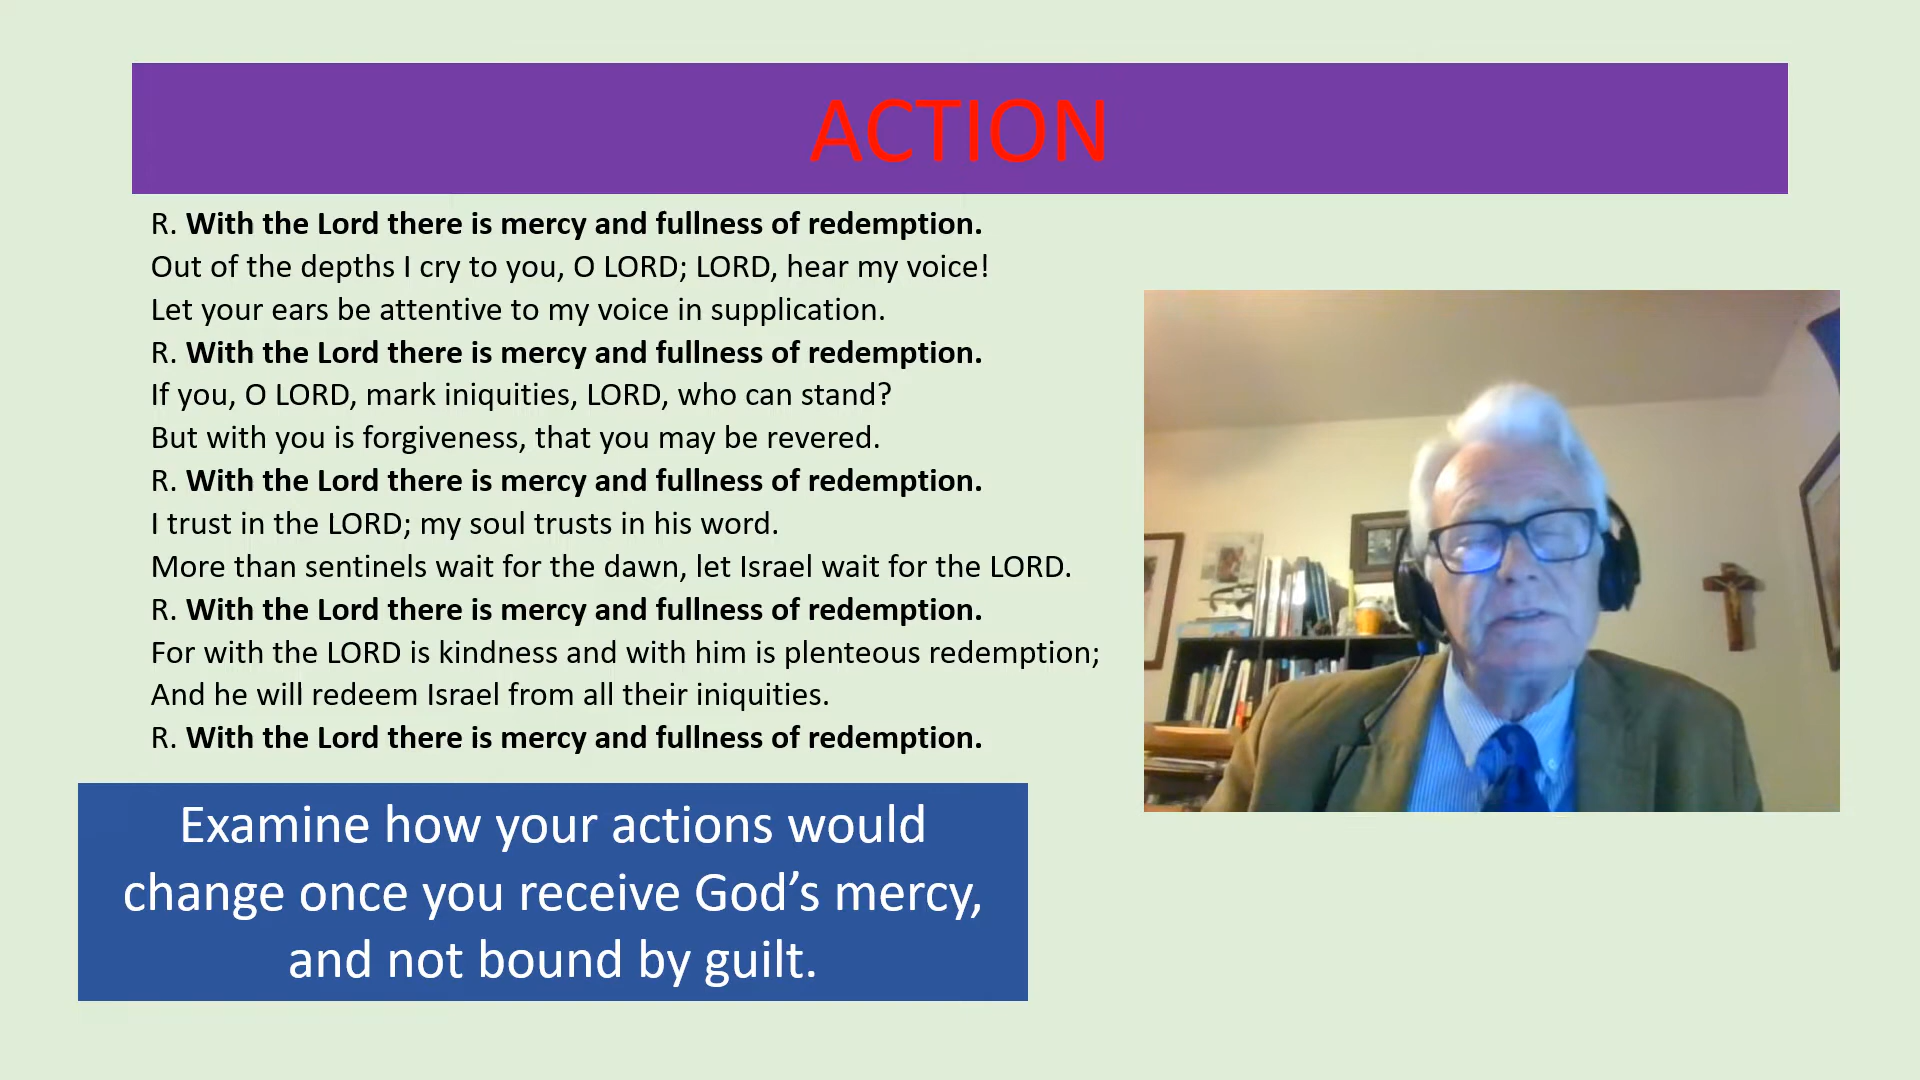 ACTION
R. With the Lord there is mercy and fullness of redemption.
Out of the depths I cry to you, O LORD; LORD, hear my voice!
Let your ears be attentive to my voice in supplication.
R. With the Lord there is mercy and fullness of redemption.
If you, O LORD, mark iniquities, LORD, who can stand?
But with you is forgiveness, that you may be revered.
R. With the Lord there is mercy and fullness of redemption.
I trust in the LORD; my soul trusts in his word.
More than sentinels wait for the dawn, let Israel wait for the LORD.
R. With the Lord there is mercy and fullness of redemption.
For with the LORD is kindness and with him is plenteous redemption;
And he will redeem Israel from all their iniquities.
R. With the Lord there is mercy and fullness of redemption.
Examine how your actions would
change once you receive God’s mercy,
and not bound by guilt.